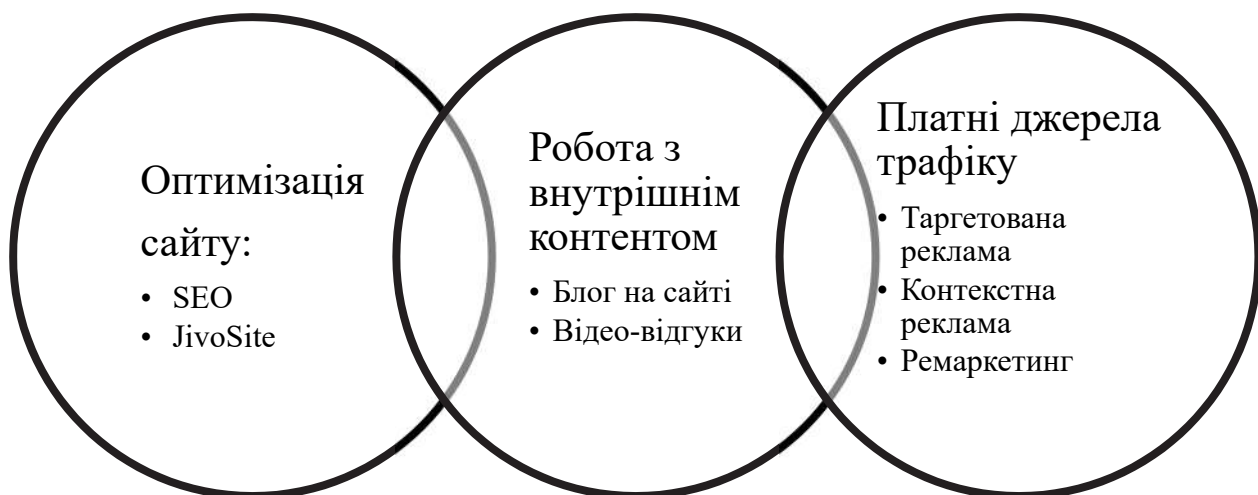 Оптимізація
сайту:
• SEO
• JivoSite
Робота з
внутрішнім
контентом
• Блог на сайті
• Відео-відгуки
Платні джерела
трафіку
• Таргетована
реклама
• Контекстна
реклама
• Ремаркетинг